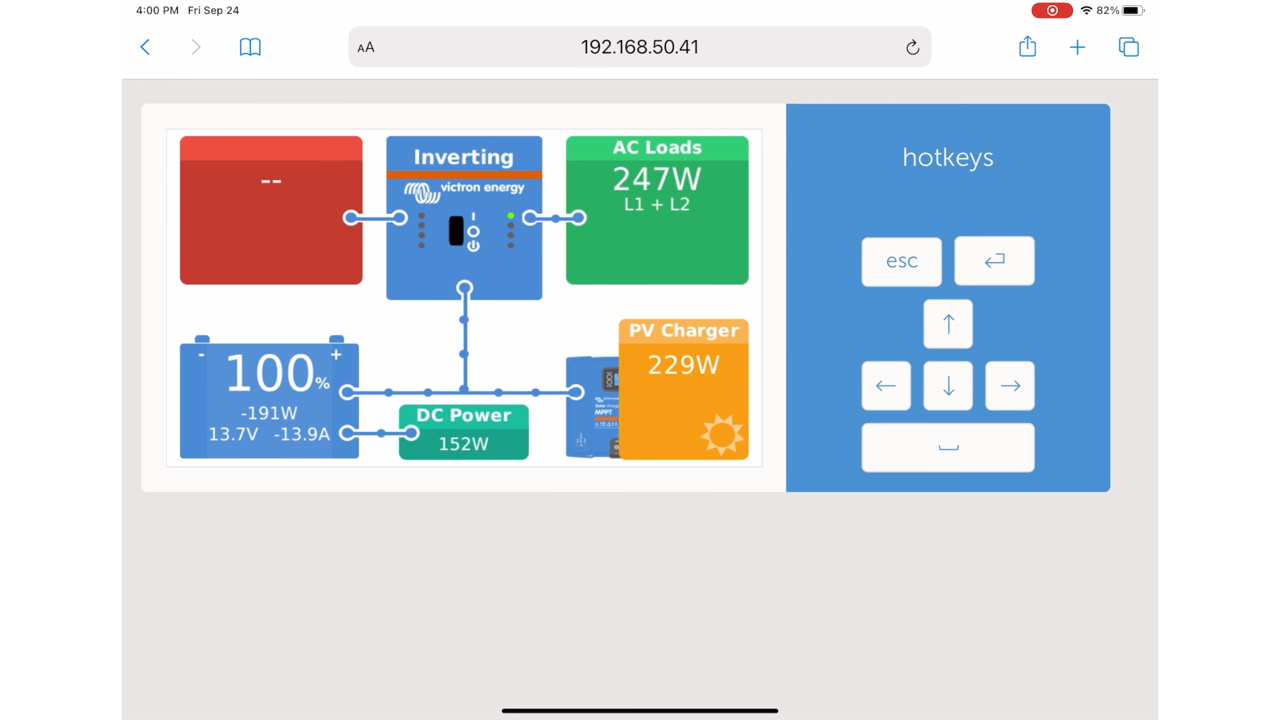 4:00 PM Fri Sep 24
82%
AA
192.168.50.41
hotkeys
--
Inverting
victron energy
AC Loads
247W
L1 + L2
esc
PV Charger
229W
MPPT
- +
100%
-191W
13.7V -13.9A
DC Power
152W